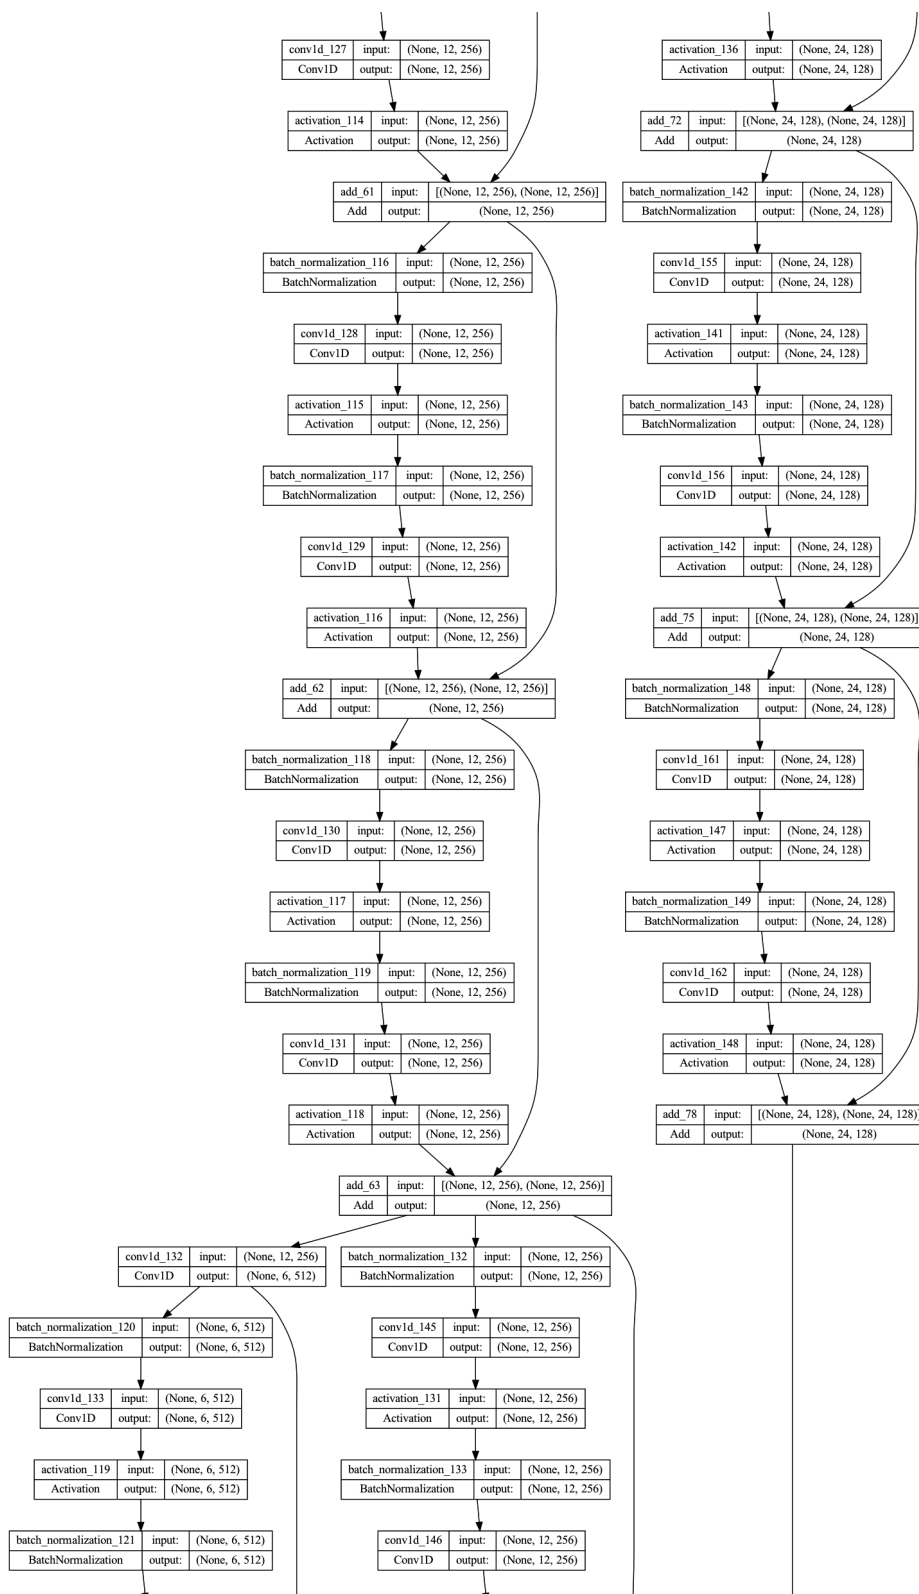 conv1d_127 input: (None, 12, 256)
Conv1D output: (None, 12, 256)
activation_114 input: (None, 12, 256)
Activation output: (None, 12, 256)
add_61 input: [(None, 12, 256), (None, 12, 256)]
Add output: (None, 12, 256)
batch_normalization_116 input: (None, 12, 256)
BatchNormalization output: (None, 12, 256)
conv1d_128 input: (None, 12, 256)
Conv1D output: (None, 12, 256)
activation_115 input: (None, 12, 256)
Activation output: (None, 12, 256)
batch_normalization_117 input: (None, 12, 256)
BatchNormalization output: (None, 12, 256)
conv1d_129 input: (None, 12, 256)
Conv1D output: (None, 12, 256)
activation_116 input: (None, 12, 256)
Activation output: (None, 12, 256)
add_62 input: [(None, 12, 256), (None, 12, 256)]
Add output: (None, 12, 256)
batch_normalization_118 input: (None, 12, 256)
BatchNormalization output: (None, 12, 256)
conv1d_130 input: (None, 12, 256)
Conv1D output: (None, 12, 256)
activation_117 input: (None, 12, 256)
Activation output: (None, 12, 256)
batch_normalization_119 input: (None, 12, 256)
BatchNormalization output: (None, 12, 256)
conv1d_131 input: (None, 12, 256)
Conv1D output: (None, 12, 256)
activation_118 input: (None, 12, 256)
Activation output: (None, 12, 256)
add_63 input: [(None, 12, 256), (None, 12, 256)]
Add output: (None, 12, 256)
conv1d_132 input: (None, 12, 256)
Conv1D output: (None, 6, 512)
batch_normalization_120 input: (None, 6, 512)
BatchNormalization output: (None, 6, 512)
conv1d_133 input: (None, 6, 512)
Conv1D output: (None, 6, 512)
activation_119 input: (None, 6, 512)
Activation output: (None, 6, 512)
batch_normalization_121 input: (None, 6, 512)
BatchNormalization output: (None, 6, 512)
batch_normalization_132 input: (None, 12, 256)
BatchNormalization output: (None, 12, 256)
conv1d_145 input: (None, 12, 256)
Conv1D output: (None, 12, 256)
activation_131 input: (None, 12, 256)
Activation output: (None, 12, 256)
batch_normalization_133 input: (None, 12, 256)
BatchNormalization output: (None, 12, 256)
conv1d_146 input: (None, 12, 256)
Conv1D output: (None, 12, 256)
activation_136 input: (None, 24, 128)
Activation output: (None, 24, 128)
add_72 input: [(None, 24, 128), (None, 24, 128)]
Add output: (None, 24, 128)
batch_normalization_142 input: (None, 24, 128)
BatchNormalization output: (None, 24, 128)
conv1d_155 input: (None, 24, 128)
Conv1D output: (None, 24, 128)
activation_141 input: (None, 24, 128)
Activation output: (None, 24, 128)
batch_normalization_143 input: (None, 24, 128)
BatchNormalization output: (None, 24, 128)
conv1d_156 input: (None, 24, 128)
Conv1D output: (None, 24, 128)
activation_142 input: (None, 24, 128)
Activation output: (None, 24, 128)
add_75 input: [(None, 24, 128), (None, 24, 128)]
Add output: (None, 24, 128)
batch_normalization_148 input: (None, 24, 128)
BatchNormalization output: (None, 24, 128)
conv1d_161 input: (None, 24, 128)
Conv1D output: (None, 24, 128)
activation_147 input: (None, 24, 128)
Activation output: (None, 24, 128)
batch_normalization_149 input: (None, 24, 128)
BatchNormalization output: (None, 24, 128)
conv1d_162 input: (None, 24, 128)
Conv1D output: (None, 24, 128)
activation_148 input: (None, 24, 128)
Activation output: (None, 24, 128)
add_78 input: [(None, 24, 128), (None, 24, 128)]
Add output: (None, 24, 128)